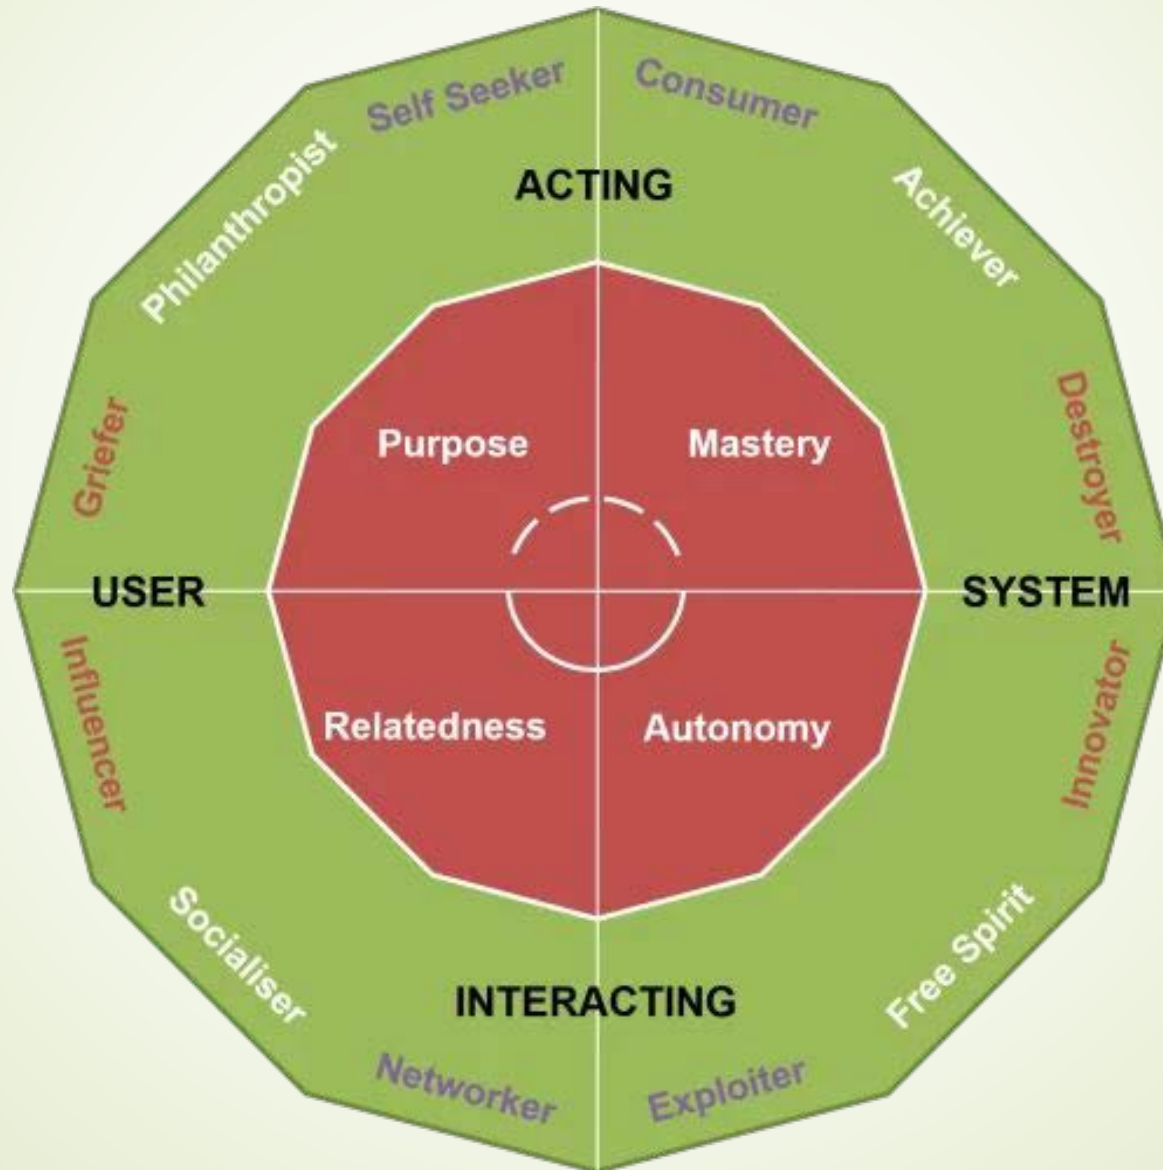 Self Seeker
Consumer
Philanthropist
ACTING
Achiever
Griefer
Purpose
Mastery
Destroyer
USER
SYSTEM
Influencer
Relatedness
Autonomy
Innovator
Socialiser
Free Spirit
INTERACTING
Networker
Exploiter